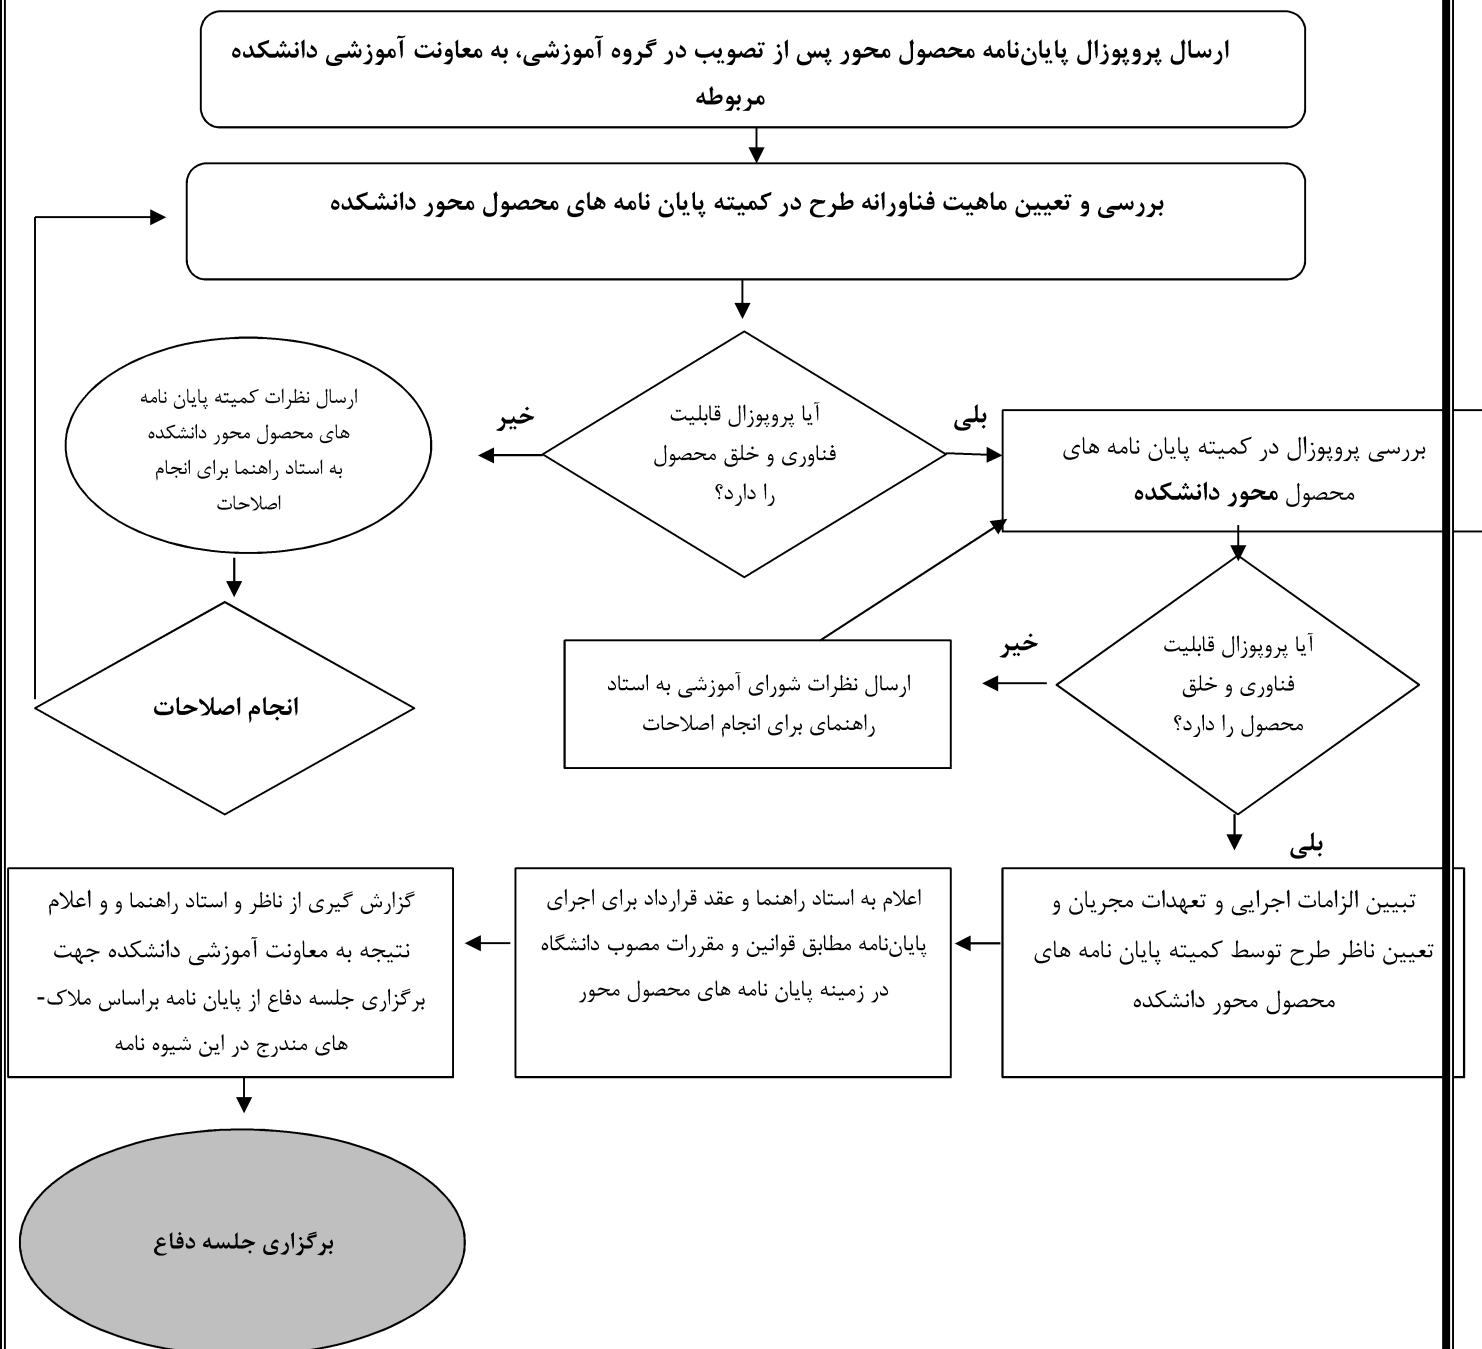 ارسال پروپوزال پایان‌نامه محصول محور پس از تصویب در گروه آموزشی، به معاونت آموزشی دانشکده
مربوطه
بررسی و تعیین ماهیت فناورانه طرح در کمیته پایان نامه های محصول محور دانشکده
آیا پروپوزال قابلیت
فناوری و خلق محصول
را دارد؟
بلی
خیر
بررسی پروپوزال در کمیته پایان نامه های
محصول محور دانشکده
ارسال نظرات کمیته پایان نامه
های محصول محور دانشکده
به استاد راهنما برای انجام
اصلاحات
انجام اصلاحات
آیا پروپوزال قابلیت
فناوری و خلق
محصول را دارد؟
خیر
ارسال نظرات شورای آموزشی به استاد
راهنمای برای انجام اصلاحات
بلی
تبیین الزامات اجرایی و تعهدات مجریان و
تعیین ناظر طرح توسط کمیته پایان نامه های
محصول محور دانشکده
اعلام به استاد راهنما و عقد قرارداد برای اجرای
پایان‌نامه مطابق قوانین و مقررات مصوب دانشگاه
در زمینه پایان نامه های محصول محور
گزارش گیری از ناظر و استاد راهنما و و اعلام
نتیجه به معاونت آموزشی دانشکده جهت
برگزاری جلسه دفاع از پایان نامه براساس ملاک-
های مندرج در این شیوه نامه
برگزاری جلسه دفاع